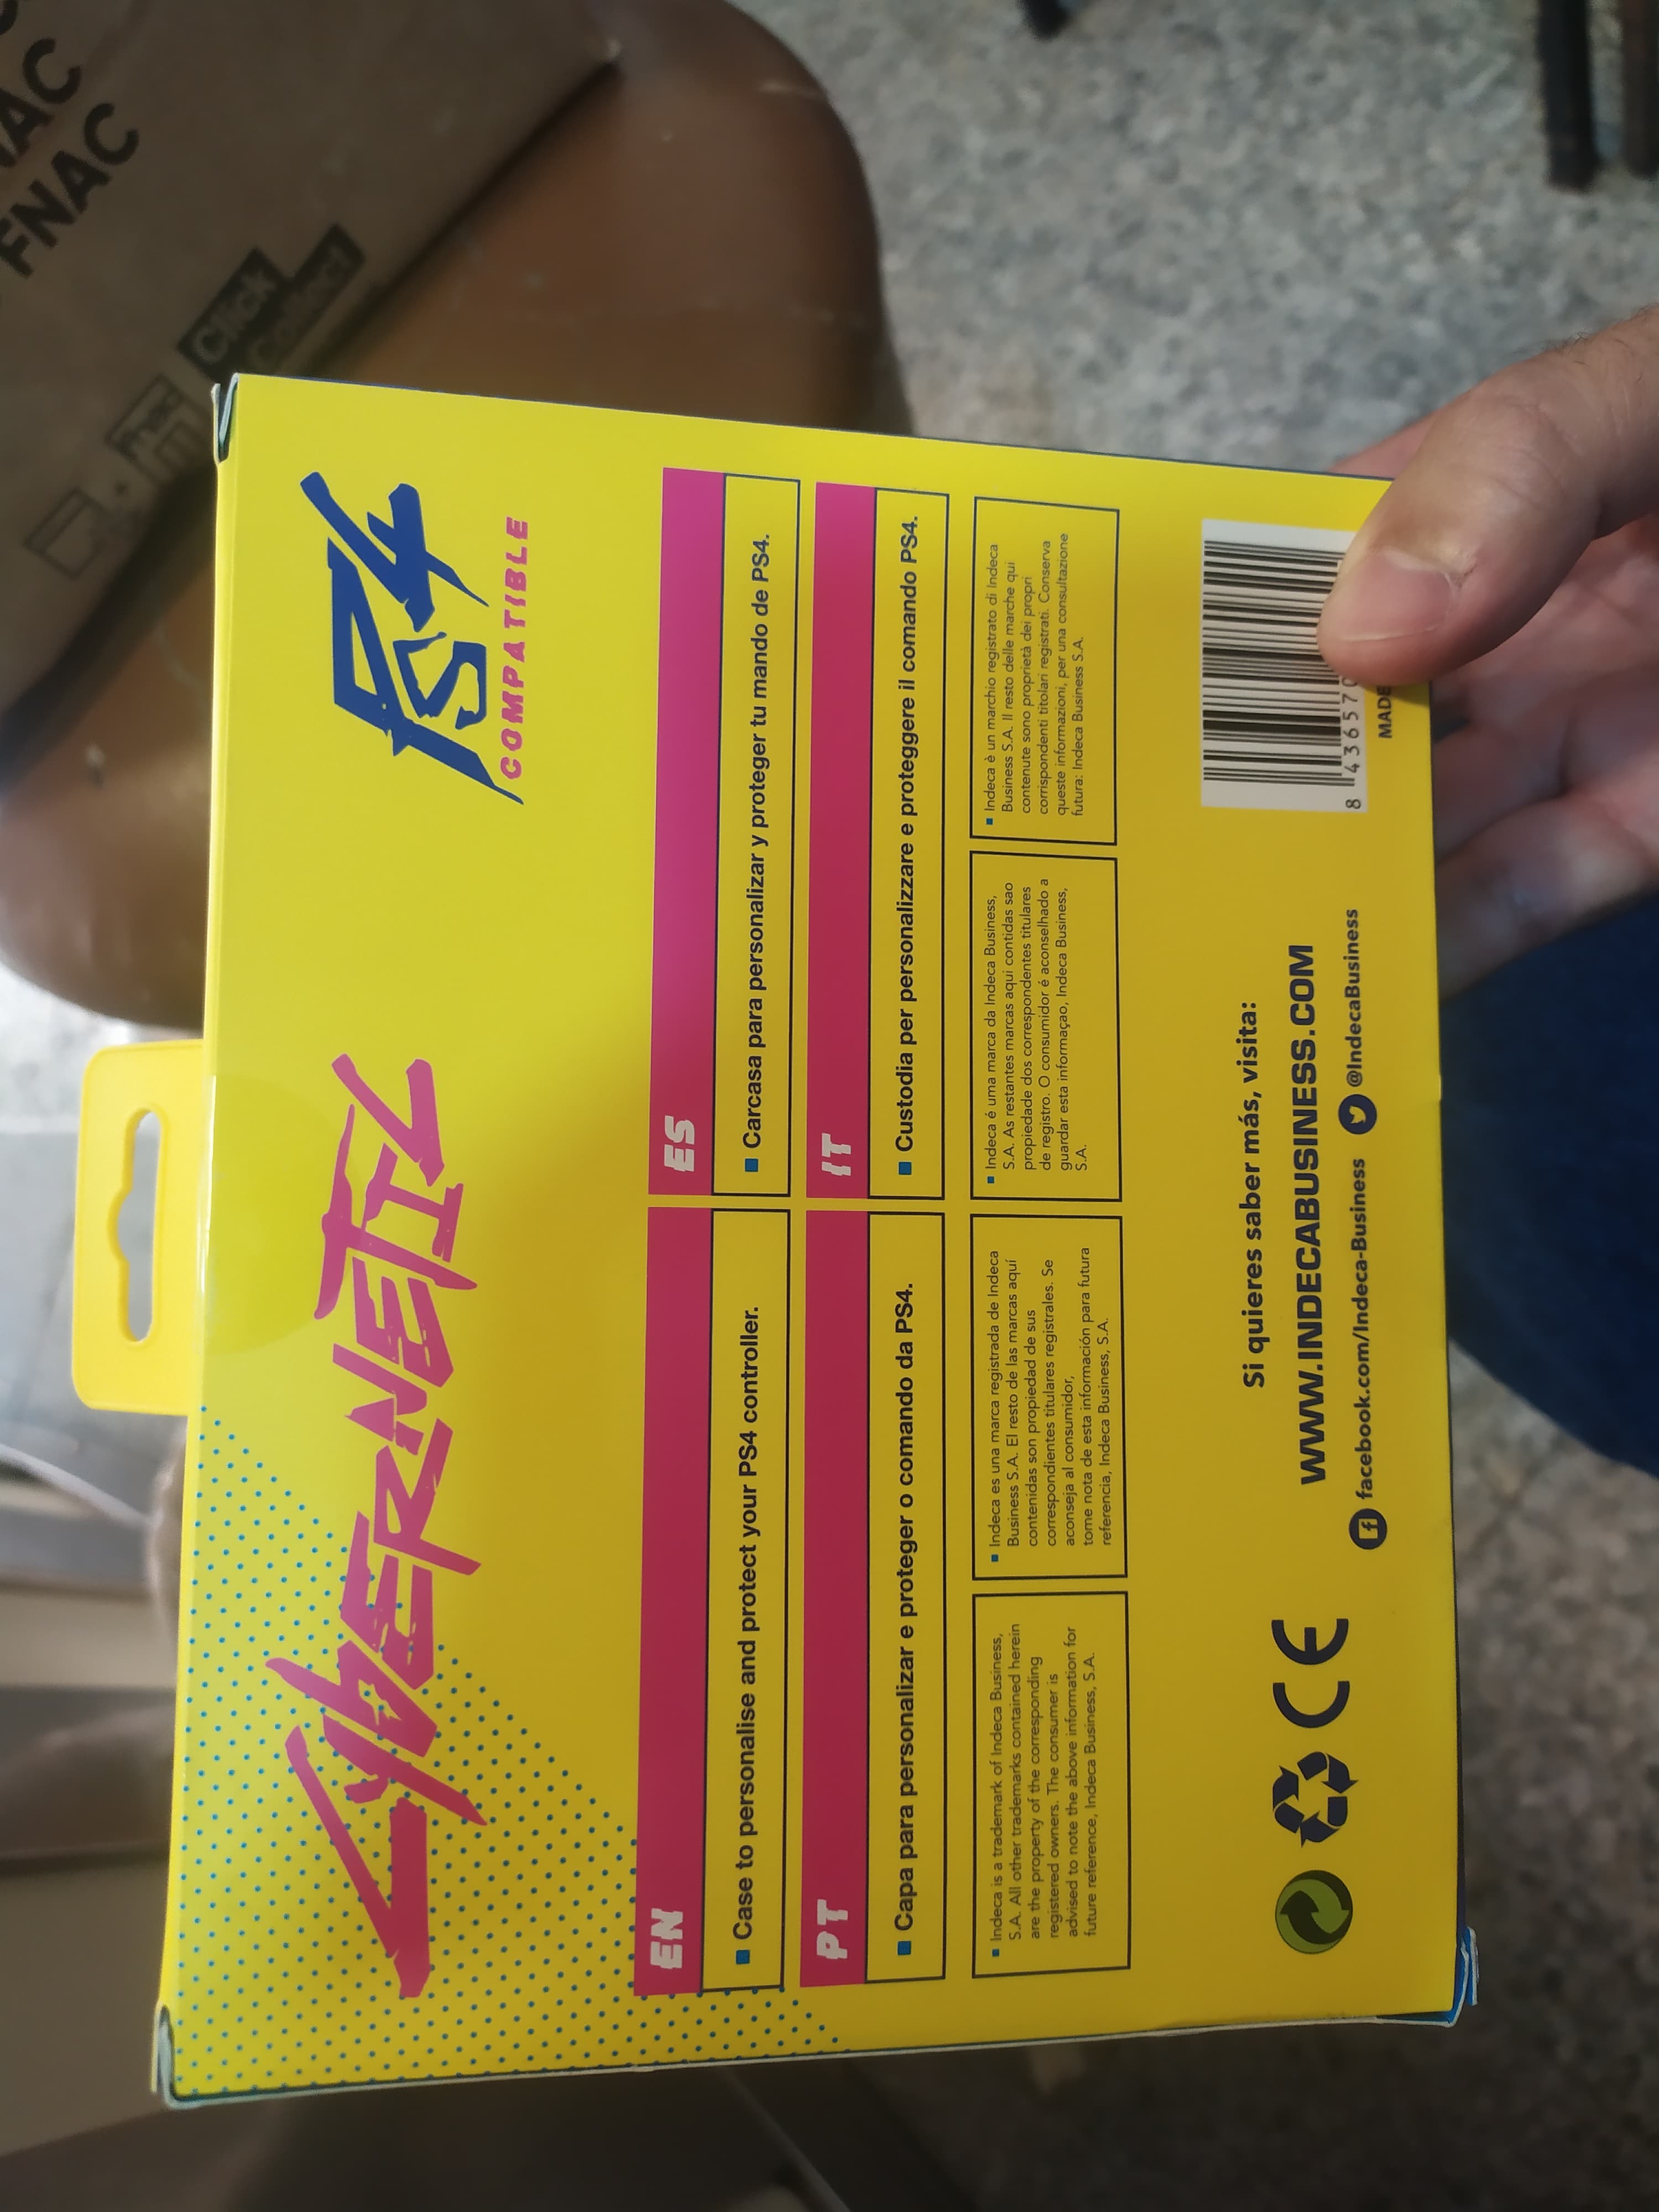 FNAC
FNAC
Click
Collect
fnac
CYBERNETIC
PS4
COMPATIBLE
EN
■ Case to personalise and protect your PS4 controller.
ES
■ Carcasa para personalizar y proteger tu mando de PS4.
PT
■ Capa para personalizar e proteger o comando da PS4.
IT
■ Custodia per personalizzare e proteggere il comando PS4.
■ Indeca is a trademark of Indeca Business,
S.A. All other trademarks contained herein
are the property of the corresponding
registered owners. The consumer is
advised to note the above information for
future reference, Indeca Business, S.A.
■ Indeca es una marca registrada de Indeca
Business S.A. El resto de las marcas aquí
contenidas son propiedad de sus
correspondientes titulares registrales. Se
aconseja al consumidor,
tome nota de esta información para futura
referencia, Indeca Business, S.A.
■ Indeca é uma marca da Indeca Business,
S.A. As restantes marcas aqui contidas sao
propiedade dos correspondentes titulares
de registro. O consumidor é aconselhado a
guardar esta informaçao, Indeca Business,
S.A.
■ Indeca è un marchio registrato di Indeca
Business S.A. Il resto delle marche qui
contenute sono proprietà dei propri
corrispondenti titolari registrati. Conserva
queste informazioni, per una consultazione
futura: Indeca Business S.A.
CE
Si quieres saber más, visita:
WWW.INDECABUSINESS.COM
facebook.com/Indeca-Business @IndecaBusiness
8 436570
MADE